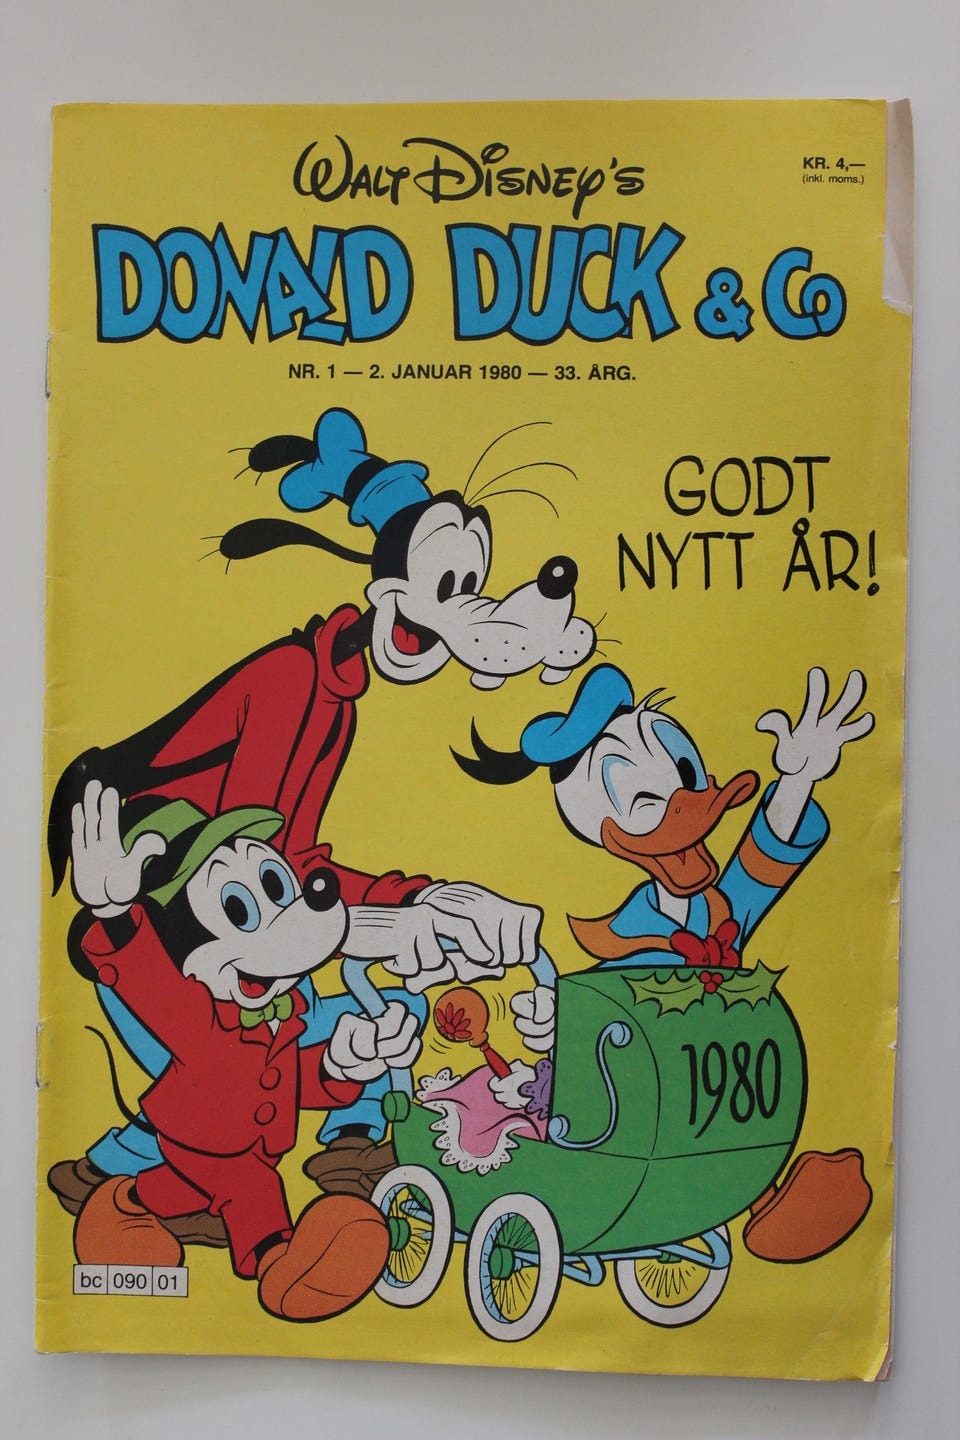 Walt Disney's
KR. 4,—
(inkl. moms.)
DONALD DUCK & Co
NR. 1 — 2. JANUAR 1980 — 33. ÅRG.
GODT
NYTT ÅR!
1980
bc 090 01